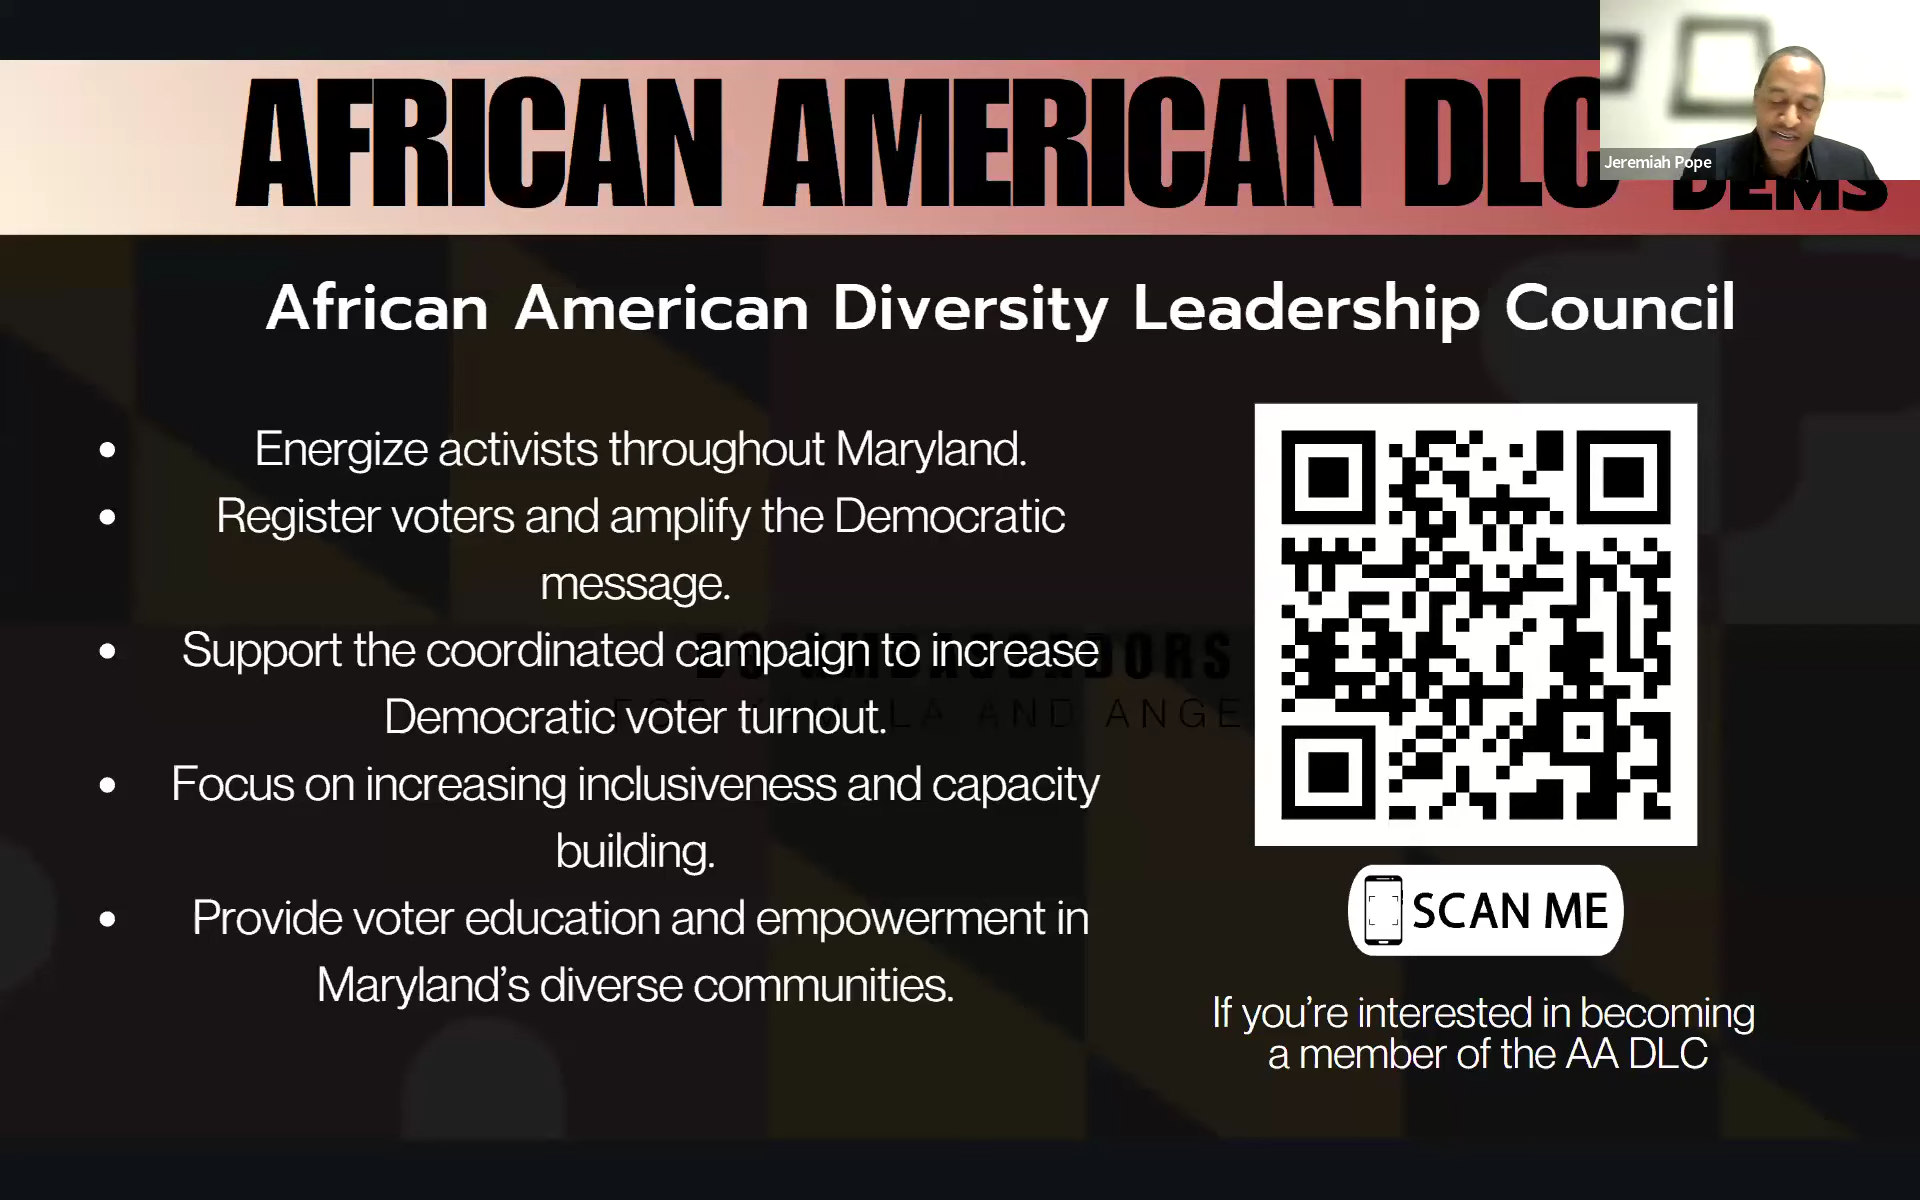 AFRICAN AMERICAN DLC
DEMS
Jeremiah Pope
African American Diversity Leadership Council
Energize activists throughout Maryland.
Register voters and amplify the Democratic
message.
Support the coordinated campaign to increase
Democratic voter turnout.
Focus on increasing inclusiveness and capacity
building.
Provide voter education and empowerment in
Maryland’s diverse communities.
AND ANGE
SCAN ME
If you’re interested in becoming
a member of the AA DLC